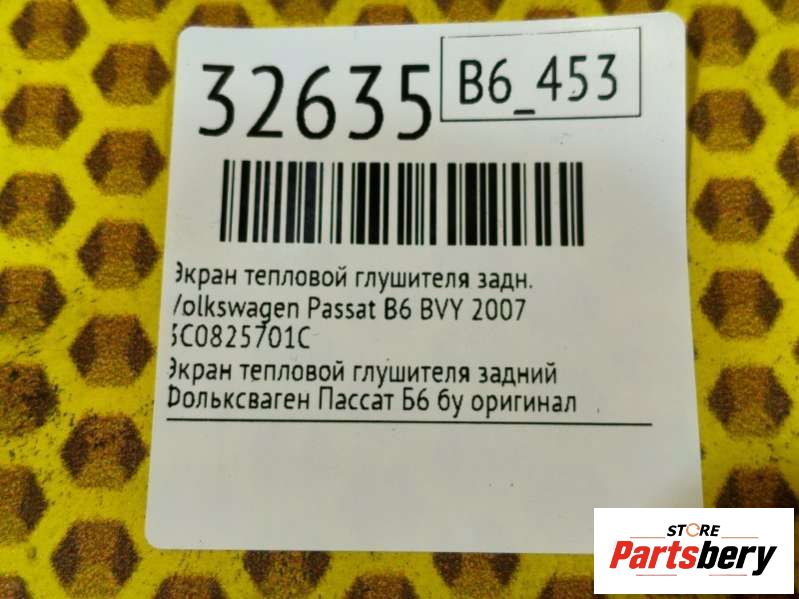 32635
B6_453
Экран тепловой глушителя задн.
Volkswagen Passat B6 BVY 2007
5C0825701C
Экран тепловой глушителя задний
Фольксваген Пассат Б6 бу оригинал
STORE
Partsbery